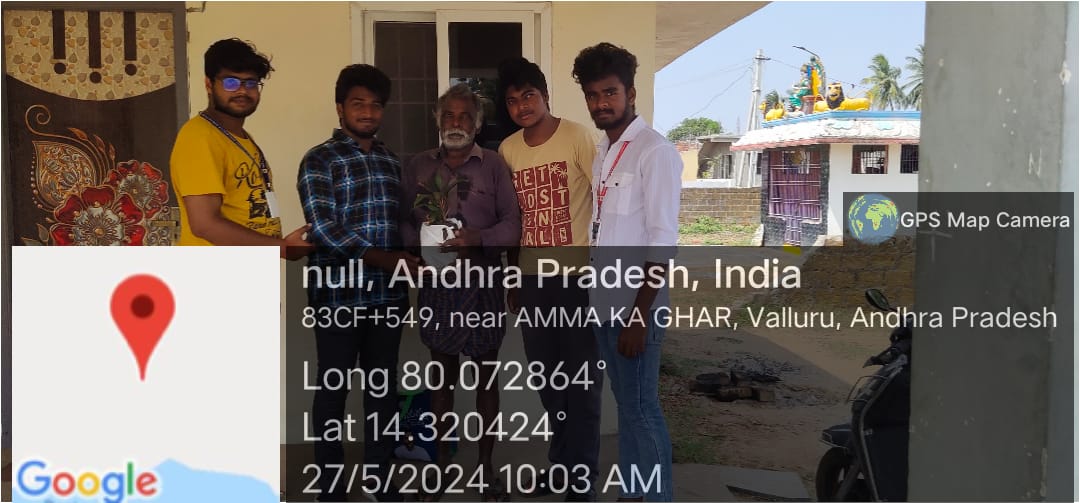 GPS Map Camera
null, Andhra Pradesh, India
83CF+549, near AMMA KA GHAR, Valluru, Andhra Pradesh
Long 80.072864°
Lat 14.320424°
27/5/2024 10:03 AM
Google